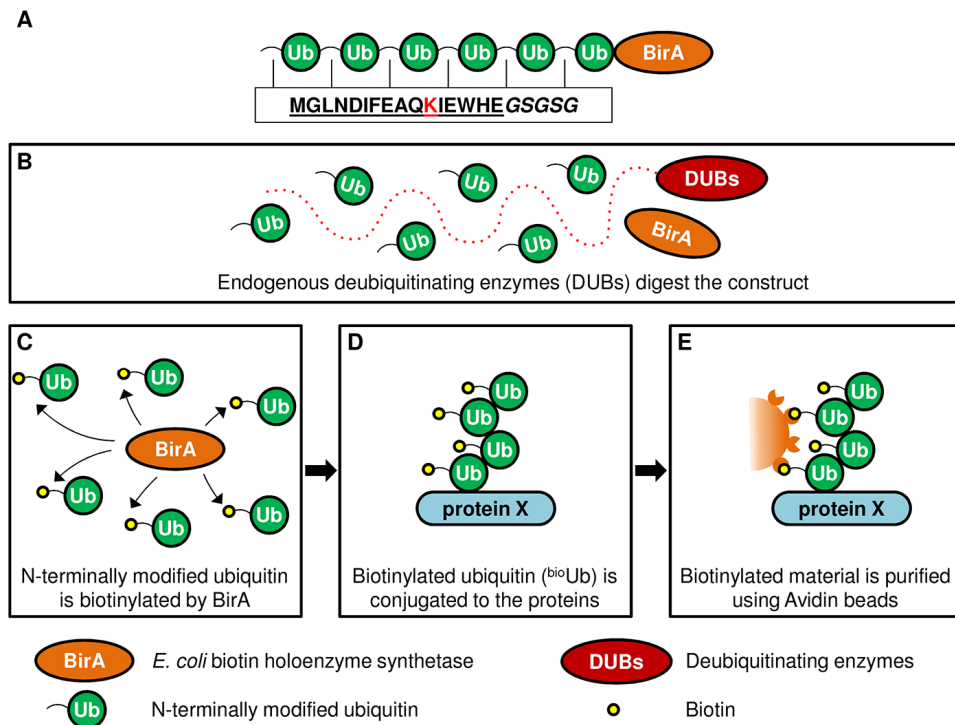 A
Ub Ub Ub Ub Ub Ub BirA
MGLNDIFEAQKIEWHEGSGSG
B
Ub Ub Ub Ub DUBs
Ub Ub Ub BirA
Endogenous deubiquitinating enzymes (DUBs) digest the construct
C
Ub Ub Ub
BirA
Ub Ub Ub
N-terminally modified ubiquitin
is biotinylated by BirA
D
Ub
Ub
Ub
Ub
protein X
Biotinylated ubiquitin (bioUb) is
conjugated to the proteins
E
Ub
Ub
Ub
Ub
protein X
Biotinylated material is purified
using Avidin beads
BirA E. coli biotin holoenzyme synthetase
DUBs Deubiquitinating enzymes
Ub N-terminally modified ubiquitin
Biotin